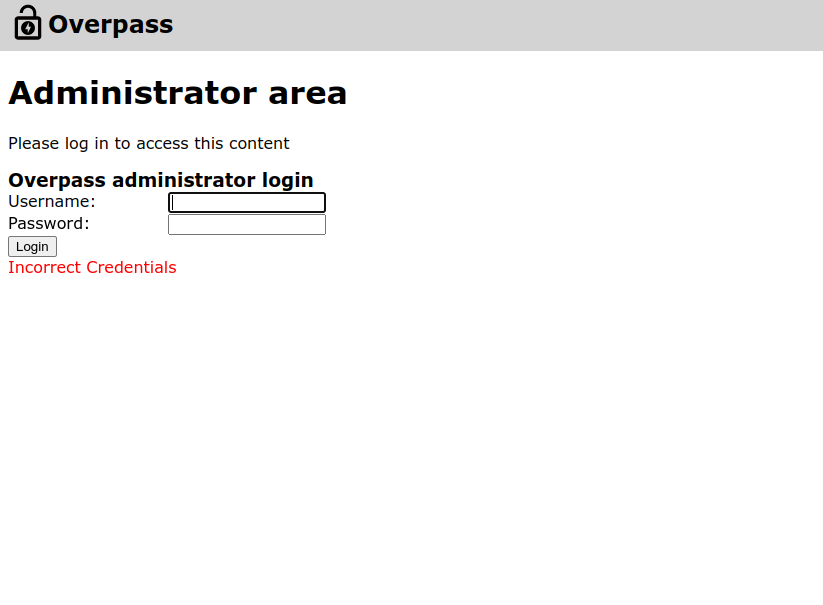 Overpass
Administrator area
Please log in to access this content
Overpass administrator login
Username:
Password:
Login
Incorrect Credentials